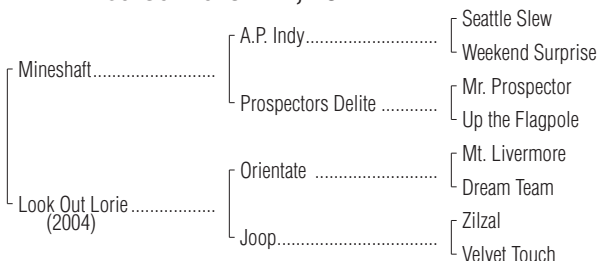 Seattle Slew
A.P. Indy
Weekend Surprise
Mineshaft
Mr. Prospector
Prospectors Delite
Up the Flagpole
Mt. Livermore
Orientate
Dream Team
Look Out Lorie
(2004)
Zilzal
Joop
Velvet Touch